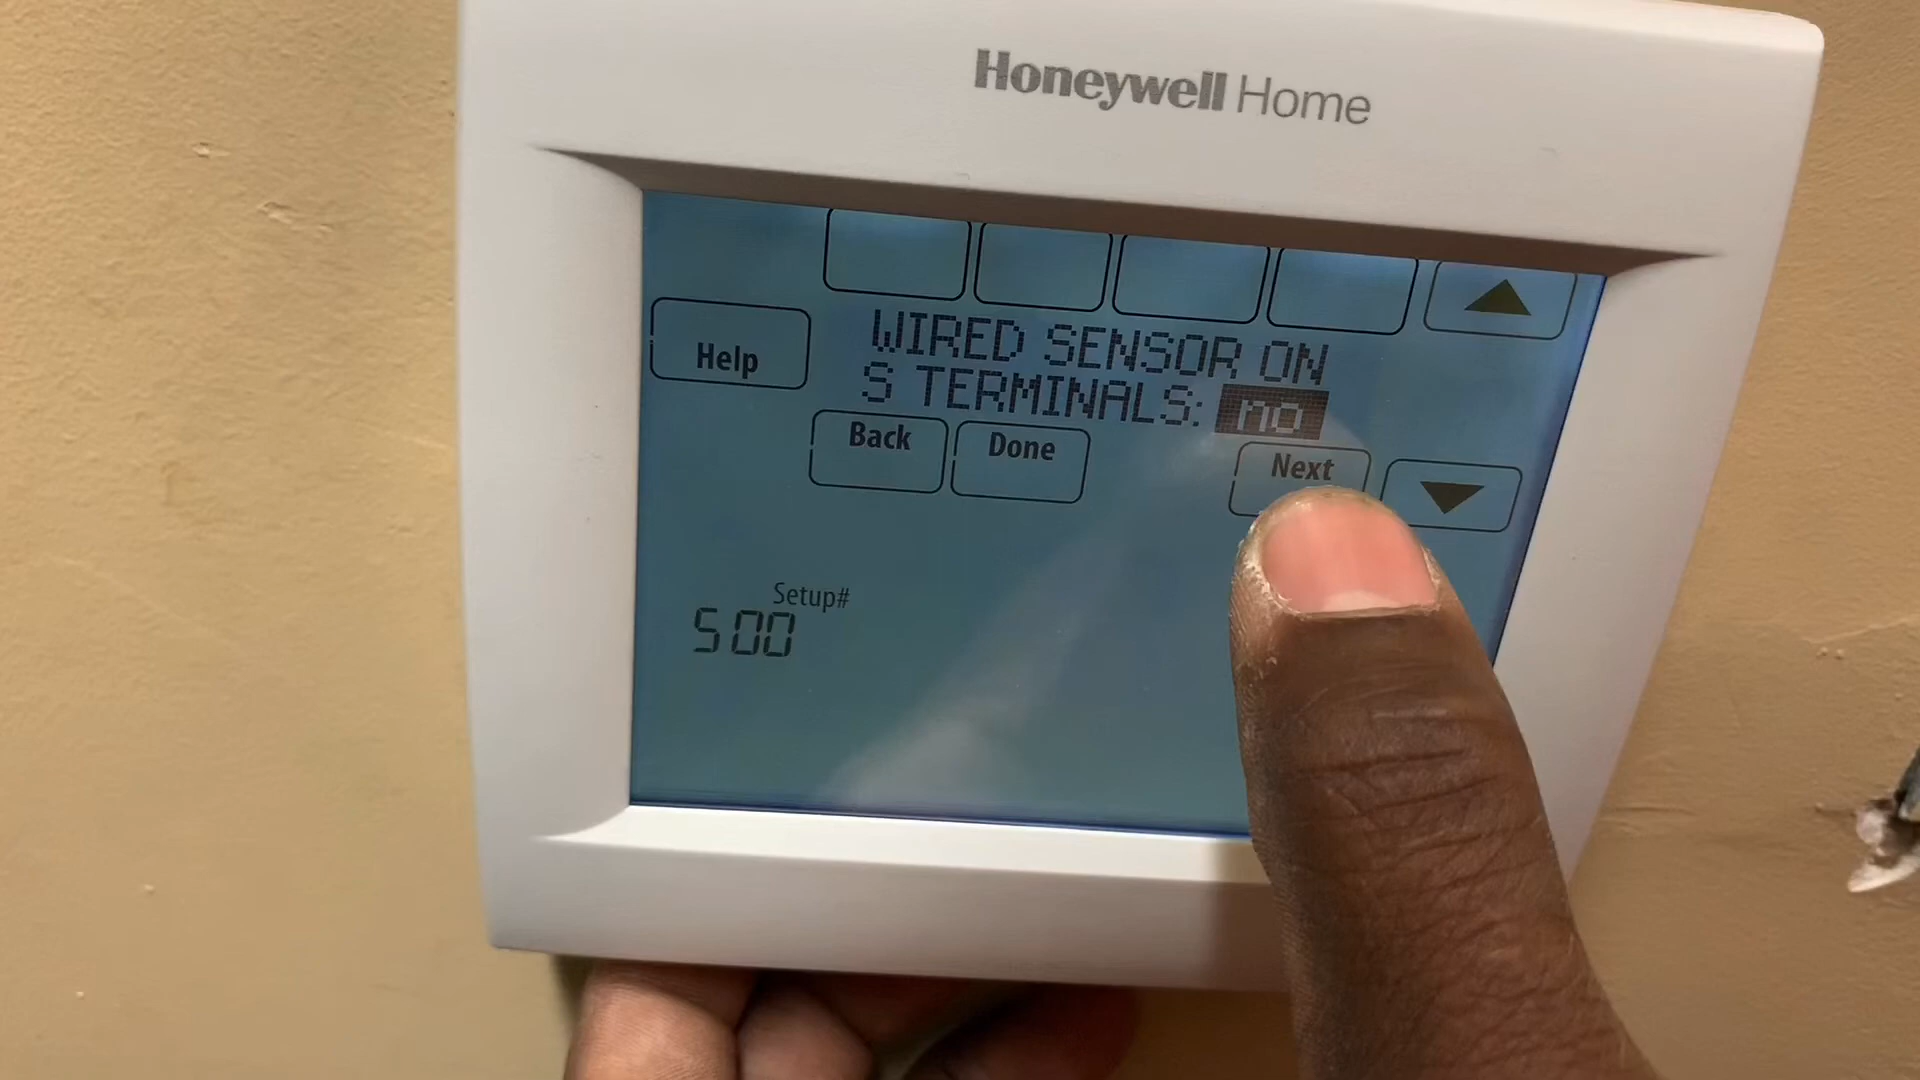 Honeywell Home
Help
WIRED SENSOR ON
S TERMINALS: no
Back
Done
Next
Setup#
500